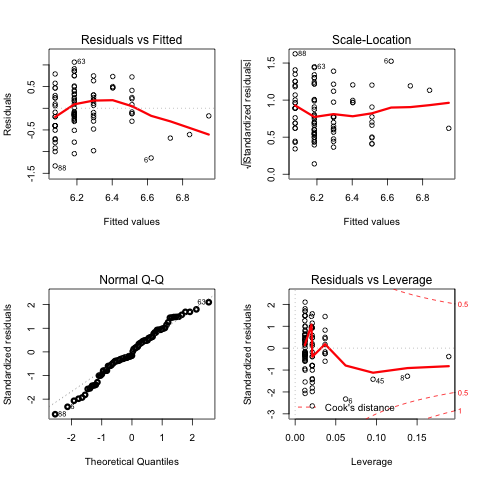 Residuals vs Fitted
Residuals
0.5
-0.5
-1.5
63
88
6
6.2 6.4 6.6 6.8
Fitted values
Scale-Location
√|Standardized residuals|
1.5
1.0
0.5
0.0
88
63
6
6.2 6.4 6.6 6.8
Fitted values
Normal Q-Q
Standardized residuals
2
1
0
-1
-2
63
6
88
-2 -1 0 1 2
Theoretical Quantiles
Residuals vs Leverage
Standardized residuals
2
1
0
-1
-2
-3
0.5
45
8
6
0.5
1
Cook's distance
0.00 0.05 0.10 0.15
Leverage